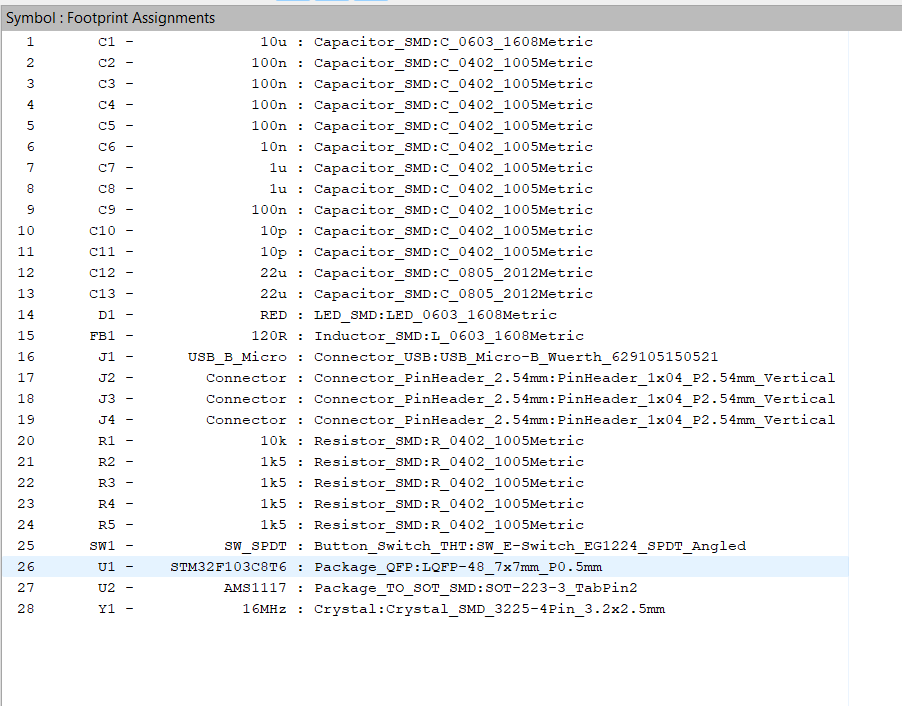 Symbol : Footprint Assignments
1 C1 - 10u : Capacitor_SMD:C_0603_1608Metric
2 C2 - 100n : Capacitor_SMD:C_0402_1005Metric
3 C3 - 100n : Capacitor_SMD:C_0402_1005Metric
4 C4 - 100n : Capacitor_SMD:C_0402_1005Metric
5 C5 - 100n : Capacitor_SMD:C_0402_1005Metric
6 C6 - 10n : Capacitor_SMD:C_0402_1005Metric
7 C7 - 1u : Capacitor_SMD:C_0402_1005Metric
8 C8 - 1u : Capacitor_SMD:C_0402_1005Metric
9 C9 - 100n : Capacitor_SMD:C_0402_1005Metric
10 C10 - 10p : Capacitor_SMD:C_0402_1005Metric
11 C11 - 10p : Capacitor_SMD:C_0402_1005Metric
12 C12 - 22u : Capacitor_SMD:C_0805_2012Metric
13 C13 - 22u : Capacitor_SMD:C_0805_2012Metric
14 D1 - RED : LED_SMD:LED_0603_1608Metric
15 FB1 - 120R : Inductor_SMD:L_0603_1608Metric
16 J1 - USB_B_Micro : Connector_USB:USB_Micro-B_Wuerth_629105150521
17 J2 - Connector : Connector_PinHeader_2.54mm:PinHeader_1x04_P2.54mm_Vertical
18 J3 - Connector : Connector_PinHeader_2.54mm:PinHeader_1x04_P2.54mm_Vertical
19 J4 - Connector : Connector_PinHeader_2.54mm:PinHeader_1x04_P2.54mm_Vertical
20 R1 - 10k : Resistor_SMD:R_0402_1005Metric
21 R2 - 1k5 : Resistor_SMD:R_0402_1005Metric
22 R3 - 1k5 : Resistor_SMD:R_0402_1005Metric
23 R4 - 1k5 : Resistor_SMD:R_0402_1005Metric
24 R5 - 1k5 : Resistor_SMD:R_0402_1005Metric
25 SW1 - SW_SPDT : Button_Switch_THT:SW_E-Switch_EG1224_SPDT_Angled
26 U1 - STM32F103C8T6 : Package_QFP:LQFP-48_7x7mm_P0.5mm
27 U2 - AMS1117 : Package_TO_SOT_SMD:SOT-223-3_TabPin2
28 Y1 - 16MHz : Crystal:Crystal_SMD_3225-4Pin_3.2x2.5mm